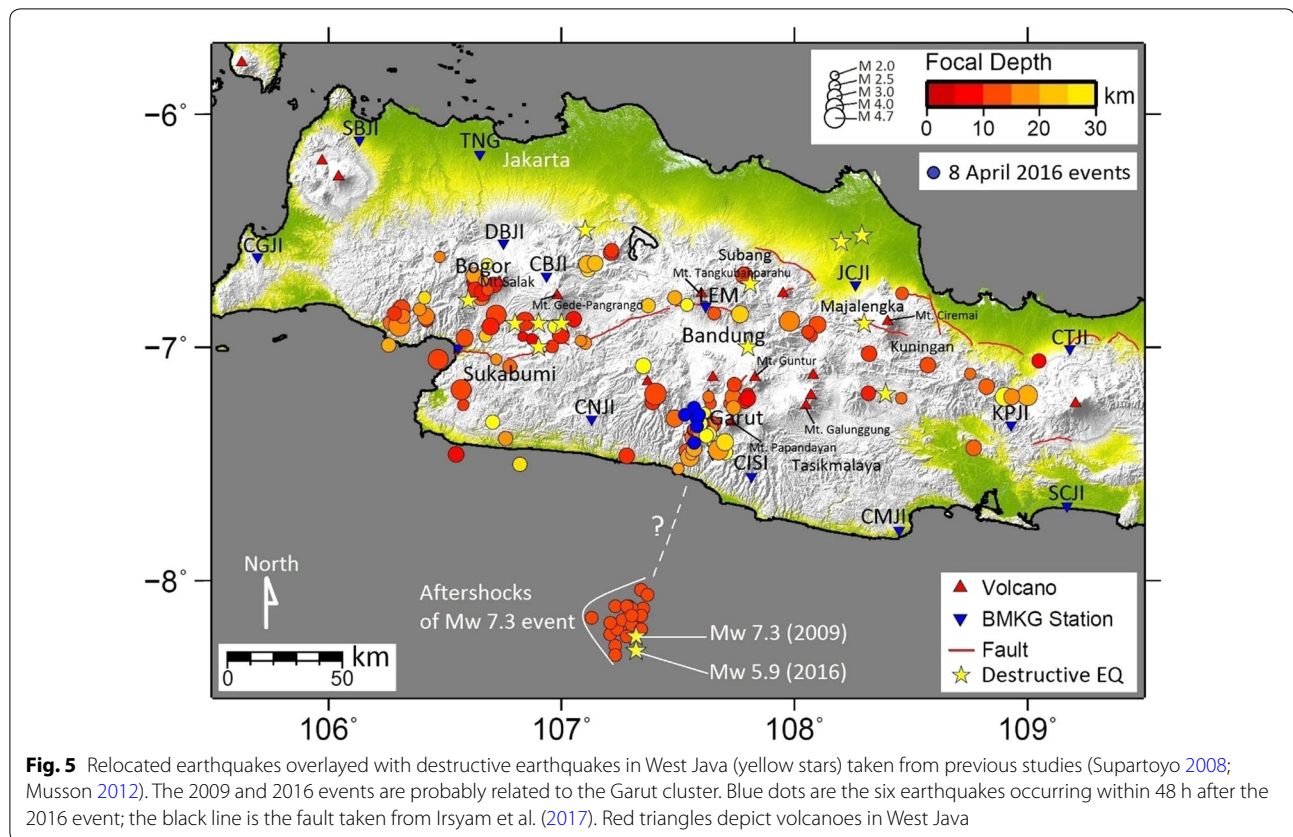 106˚ 107˚ 108˚ 109˚
−6˚
−7˚
−8˚
M 2.0
M 2.5
M 3.0
M 4.0
M 4.7
Focal Depth
km
0 10 20 30
8 April 2016 events
SBJI
TNG
Jakarta
CGJI
DBJI
Bogor
CBJI
Mt.Salak
Mt. Gede-Pangrango
Subang
Mt. Tangkubanparahu
LEM
JCJI
Majalengka
Mt. Ciremai
Bandung
Kuningan
CTJI
Sukabumi
Mt. Guntur
CNJI
Garut
Mt. Galunggung
KPJI
Mt. Papandayan
CISI
Tasikmalaya
SCJI
CMJI
?
North
Aftershocks
of Mw 7.3 event
Mw 7.3 (2009)
Mw 5.9 (2016)
km
0 50
Volcano
BMKG Station
Fault
Destructive EQ
106˚ 107˚ 108˚ 109˚
Fig. 5 Relocated earthquakes overlayed with destructive earthquakes in West Java (yellow stars) taken from previous studies (Supartoyo 2008;
Musson 2012). The 2009 and 2016 events are probably related to the Garut cluster. Blue dots are the six earthquakes occurring within 48 h after the
2016 event; the black line is the fault taken from Irsyam et al. (2017). Red triangles depict volcanoes in West Java